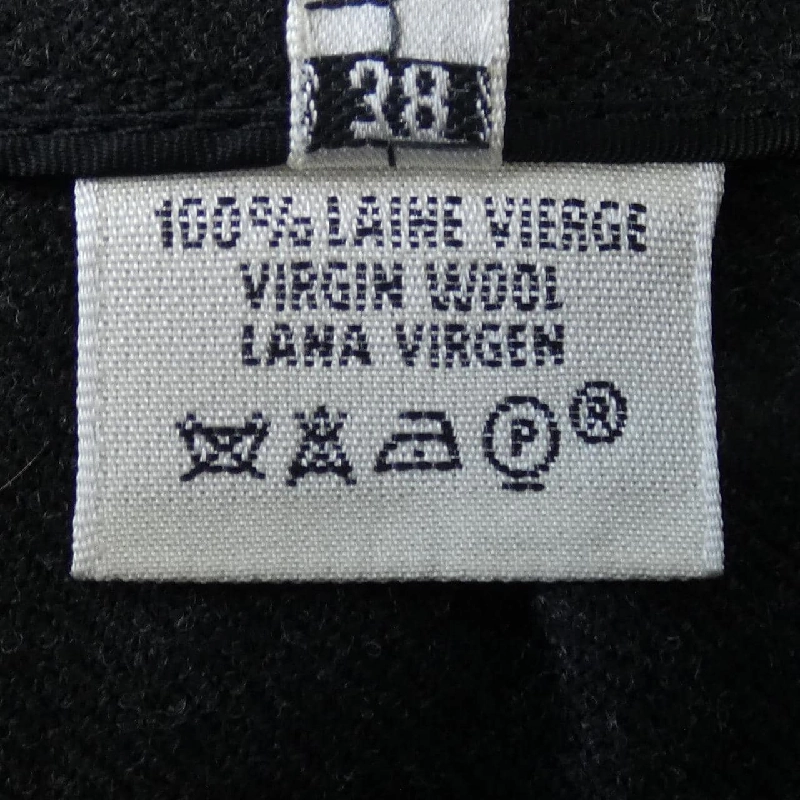 38
100% LAINE VIERGE
VIRGIN WOOL
LANA VIRGEN
P ®